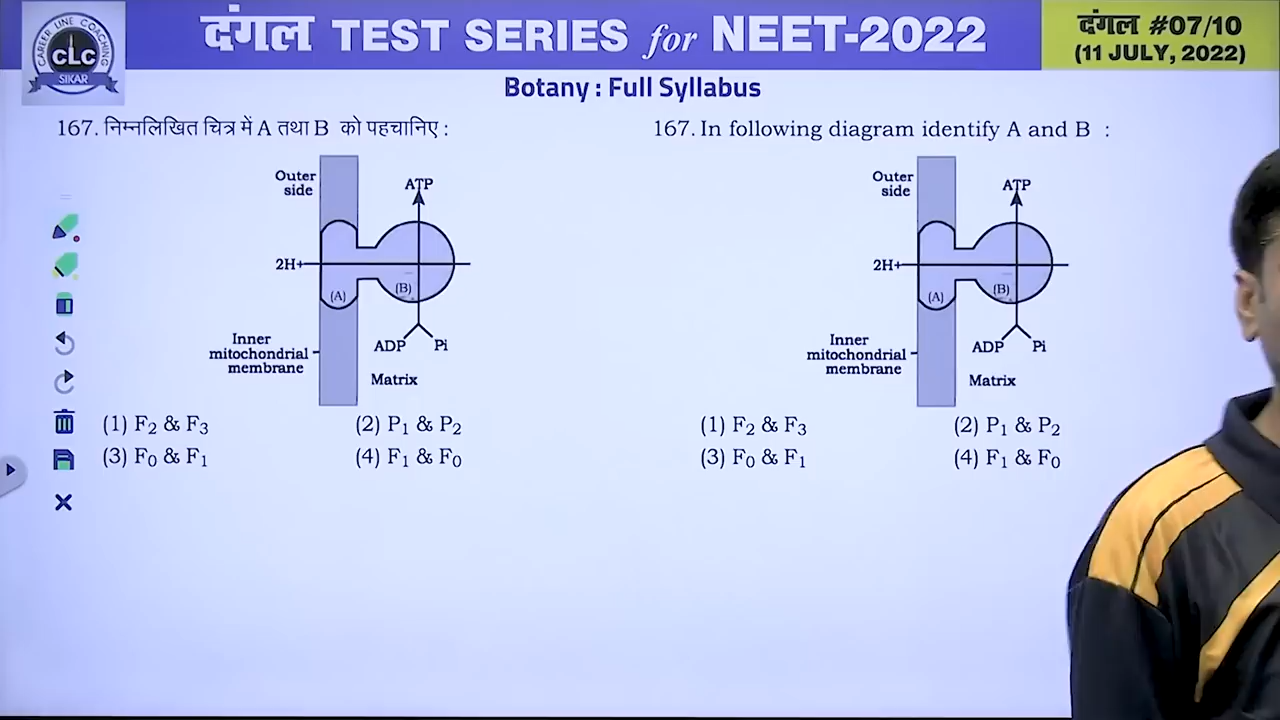 दंगल TEST SERIES for NEET-2022
दंगल #07/10
(11 JULY, 2022)
CAREER LINE COACHING
CLC
SIKAR
Botany : Full Syllabus
167. निम्नलिखित चित्र में A तथा B को पहचानिए :
Outer side
ATP
2H+
(A)
(B)
Inner mitochondrial membrane
ADP
Pi
Matrix
(1) F₂ & F₃
(2) P₁ & P₂
(3) F₀ & F₁
(4) F₁ & F₀
167. In following diagram identify A and B :
Outer side
ATP
2H+
(A)
(B)
Inner mitochondrial membrane
ADP
Pi
Matrix
(1) F₂ & F₃
(2) P₁ & P₂
(3) F₀ & F₁
(4) F₁ & F₀